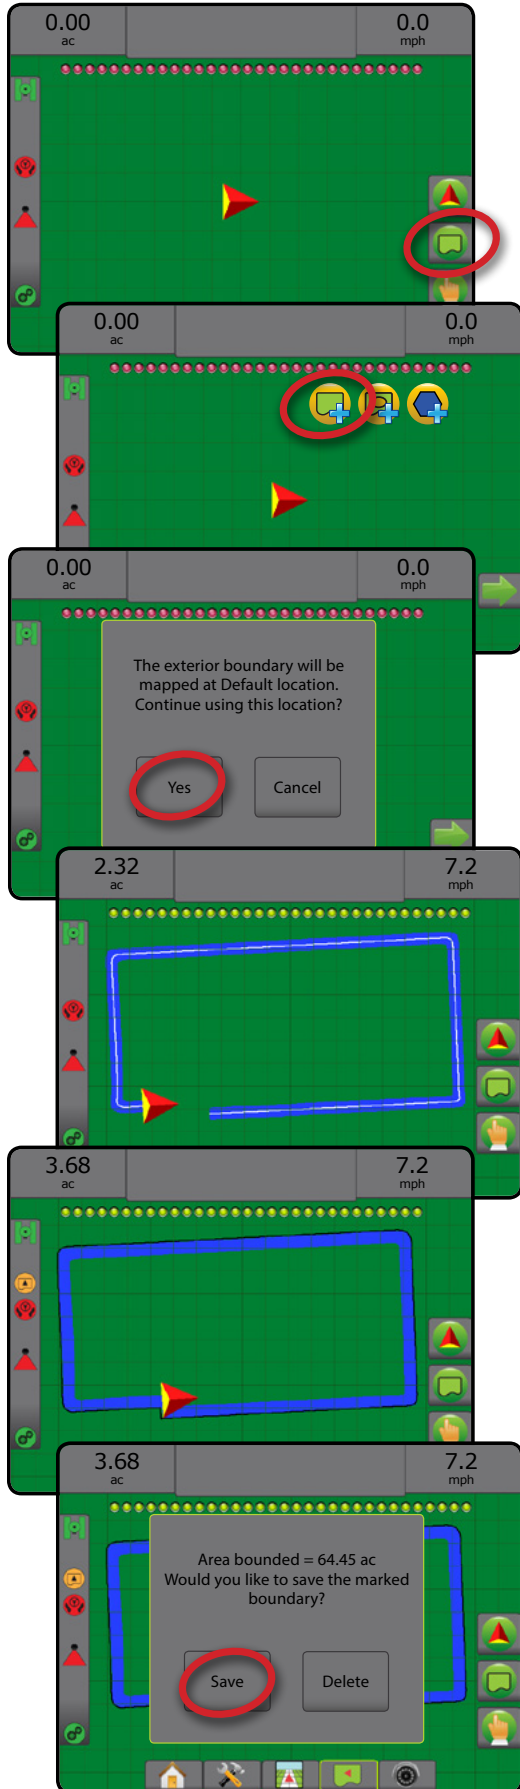 0.00
ac
0.0
mph
0.00
ac
0.0
mph
0.00
ac
0.0
mph
The exterior boundary will be
mapped at Default location.
Continue using this location?
Yes
Cancel
2.32
ac
7.2
mph
3.68
ac
7.2
mph
3.68
ac
7.2
mph
Area bounded = 64.45 ac
Would you like to save the marked
boundary?
Save
Delete